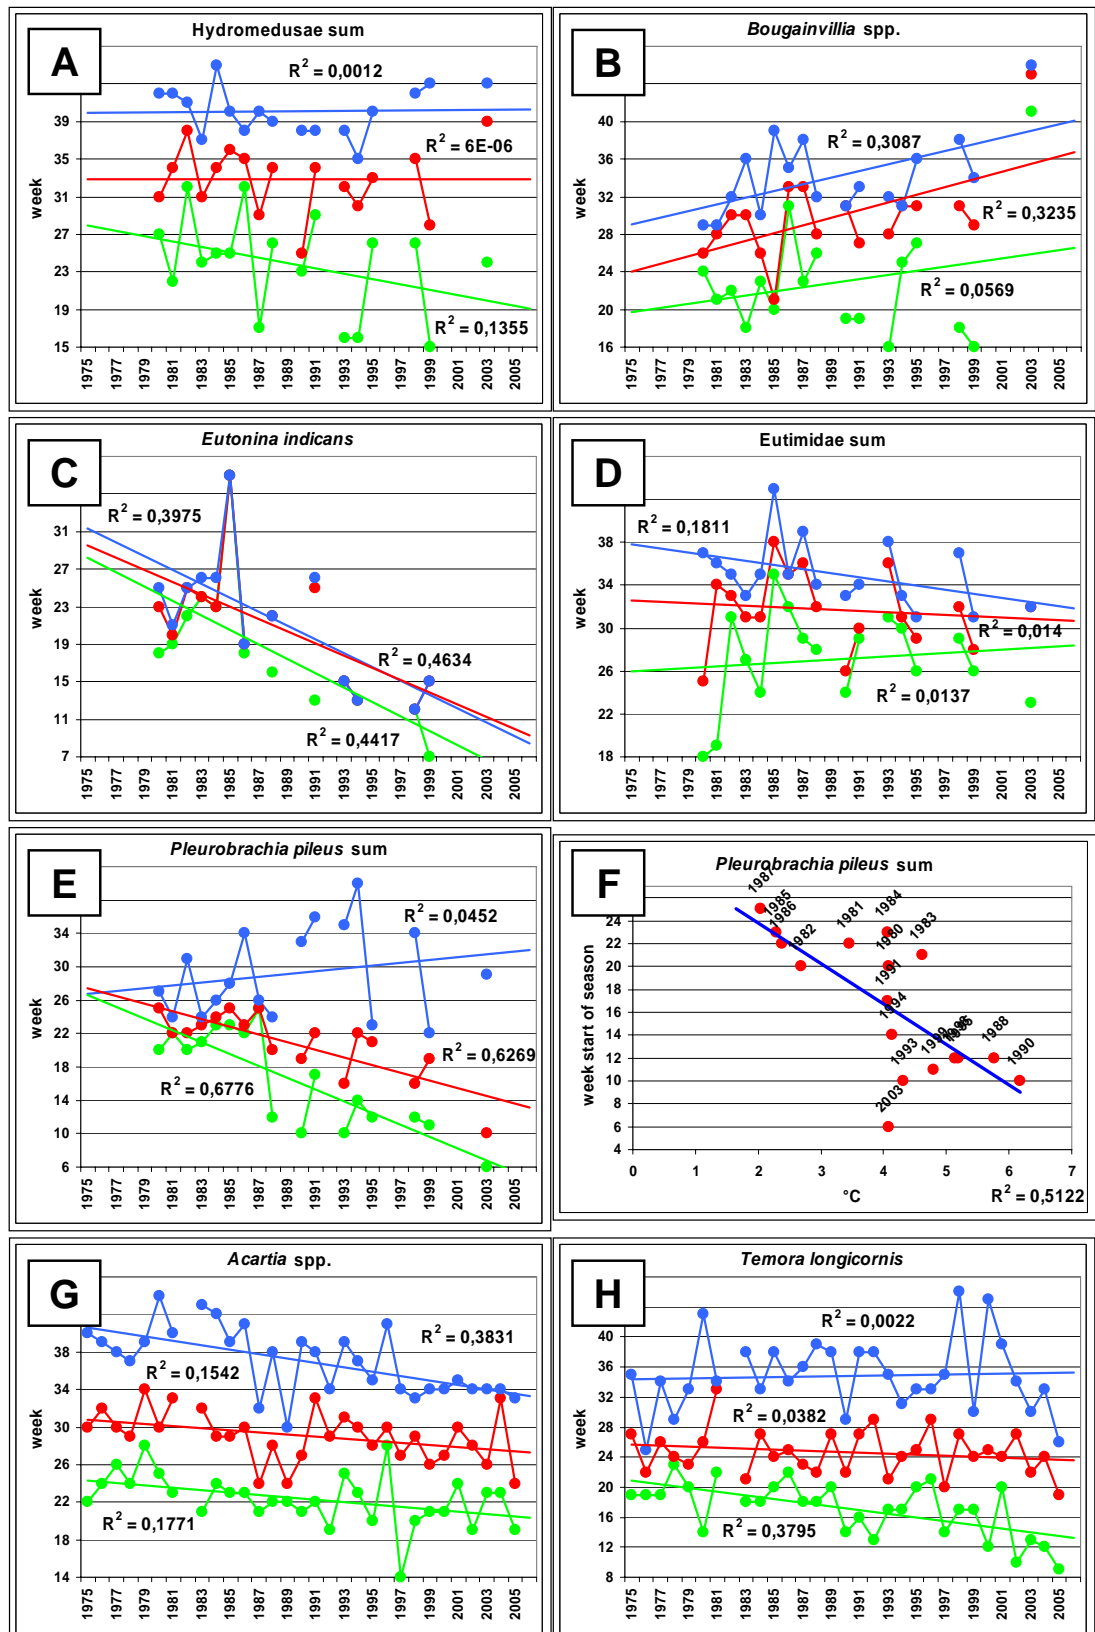 A
Hydromedusae sum
R² = 0,0012
R² = 6E-06
R² = 0,1355
week
39
35
31
27
23
19
15
1975 1977 1979 1981 1983 1985 1987 1989 1991 1993 1995 1997 1999 2001 2003 2005
B
Bougainvillia spp.
R² = 0,3087
R² = 0,3235
R² = 0,0569
week
40
36
32
28
24
20
16
1975 1977 1979 1981 1983 1985 1987 1989 1991 1993 1995 1997 1999 2001 2003 2005
C
Eutonina indicans
R² = 0,3975
R² = 0,4634
R² = 0,4417
week
31
27
23
19
15
11
7
1975 1977 1979 1981 1983 1985 1987 1989 1991 1993 1995 1997 1999 2001 2003 2005
D
Eutimidae sum
R² = 0,1811
R² = 0,014
R² = 0,0137
week
38
34
30
26
22
18
1975 1977 1979 1981 1983 1985 1987 1989 1991 1993 1995 1997 1999 2001 2003 2005
E
Pleurobrachia pileus sum
R² = 0,0452
R² = 0,6269
R² = 0,6776
week
34
30
26
22
18
14
10
6
1975 1977 1979 1981 1983 1985 1987 1989 1991 1993 1995 1997 1999 2001 2003 2005
F
Pleurobrachia pileus sum
1987
1985
1986
1982
1981
1984
1980
1983
1991
1994
1993
1988
1990
2003
week start of season
24
22
20
18
16
14
12
10
8
6
4
0 1 2 3 4 5 6 7
°C
R² = 0,5122
G
Acartia spp.
R² = 0,3831
R² = 0,1542
R² = 0,1771
week
38
34
30
26
22
18
14
1975 1977 1979 1981 1983 1985 1987 1989 1991 1993 1995 1997 1999 2001 2003 2005
H
Temora longicornis
R² = 0,0022
R² = 0,0382
R² = 0,3795
week
40
36
32
28
24
20
16
12
8
1975 1977 1979 1981 1983 1985 1987 1989 1991 1993 1995 1997 1999 2001 2003 2005